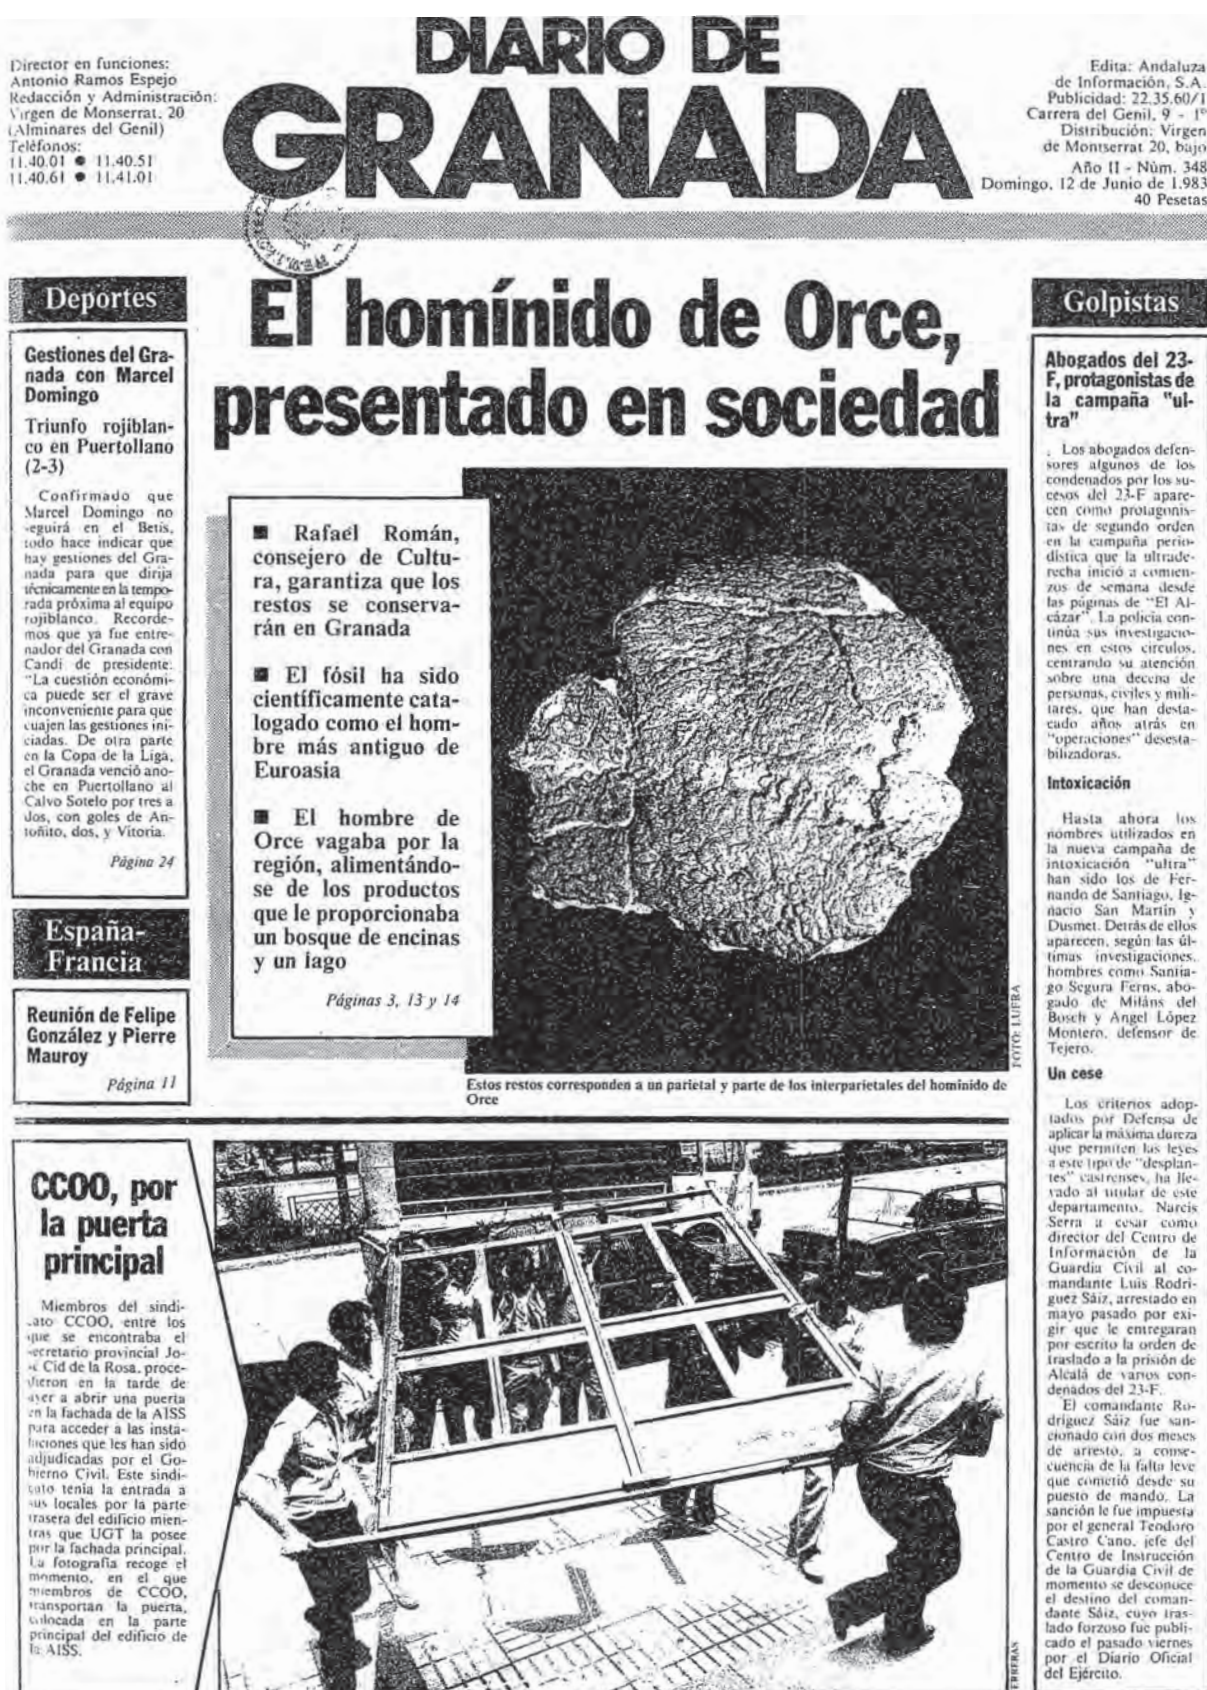 DIARIO DE
GRANADA
Director en funciones:
Antonio Ramos Espejo
Redacción y Administración:
Virgen de Monserrat, 20
(Alminares del Genil)
Teléfonos:
11.40.01 ● 11.40.51
11.40.61 ● 11.41.01
Edita: Andaluza
de Información, S.A.
Publicidad: 22.35.60/1
Carrera del Genil, 9 - 1º
Distribución: Virgen
de Montserrat 20, bajo
Año II - Núm. 348
Domingo, 12 de Junio de 1.983
40 Pesetas
Deportes
Gestiones del Gra-
nada con Marcel
Domingo
Triunfo rojiblan-
co en Puertollano
(2-3)
Confirmado que
Marcel Domingo no
seguirá en el Betis,
todo hace indicar que
hay gestiones del Gra-
nada para que dirija
técnicamente en la tempo-
rada próxima al equipo
rojiblanco. Recorde-
mos que ya fue entre-
nador del Granada con
Candi de presidente.
"La cuestión económi-
ca puede ser el grave
inconveniente para que
cuajen las gestiones ini-
ciadas. De otra parte
en la Copa de la Liga,
el Granada venció ano-
che en Puertollano al
Calvo Sotelo por tres a
dos, con goles de An-
toñito, dos, y Vitoria.
Página 24
España-
Francia
Reunión de Felipe
González y Pierre
Mauroy
Página 11
El homínido de Orce,
presentado en sociedad
■ Rafael Román,
consejero de Cultu-
ra, garantiza que los
restos se conserva-
rán en Granada
■ El fósil ha sido
científicamente cata-
logado como el hom-
bre más antiguo de
Euroasia
■ El hombre de
Orce vagaba por la
región, alimentándo-
se de los productos
que le proporcionaba
un bosque de encinas
y un lago
Páginas 3, 13 y 14
FOTO: LUFRA
Estos restos corresponden a un parietal y parte de los interparietales del homínido de
Orce
Golpistas
Abogados del 23-
F, protagonistas de
la campaña "ul-
tra"
Los abogados defen-
sores algunos de los
condenados por los su-
cesos del 23-F apare-
cen como protagonis-
tas de segundo orden
en la campaña perio-
dística que la ultrade-
recha inició a comien-
zos de semana desde
las páginas de "El Al-
cázar". La policía con-
tinúa sus investigacio-
nes en estos círculos,
centrando su atención
sobre una decena de
personas, civiles y mili-
tares, que han desta-
cado años atrás en
"operaciones" desesta-
bilizadoras.
Intoxicación
Hasta ahora los
nombres utilizados en
la nueva campaña de
intoxicación "ultra"
han sido los de Fer-
nando de Santiago, Ig-
nacio San Martín y
Dusmet. Detrás de ellos
aparecen, según las úl-
timas investigaciones,
hombres como Santia-
go Segura Ferns, abo-
gado de Miláns del
Bosch y Angel López
Montero, defensor de
Tejero.
Un cese
Los criterios adop-
tados por Defensa de
aplicar la máxima dureza
que permiten las leyes
a este tipo de "desplan-
tes" castrenses, ha lle-
vado al titular de este
departamento, Narcis
Serra a cesar como
director del Centro de
Información de la
Guardia Civil al co-
mandante Luis Rodrí-
guez Sáiz, arrestado en
mayo pasado por exi-
gir que le entregaran
por escrito la orden de
traslado a la prisión de
Alcalá de varios con-
denados del 23-F.
El comandante Ro-
dríguez Sáiz fue san-
cionado con dos meses
de arresto, a conse-
cuencia de la falta leve
que cometió desde su
puesto de mando. La
sanción le fue impuesta
por el general Teodoro
Castro Cano, jefe del
Centro de Instrucción
de la Guardia Civil de
momento se desconoce
el destino del coman-
dante Sáiz, cuyo tras-
lado forzoso fue publi-
cado el pasado viernes
por el Diario Oficial
del Ejército.
CCOO, por
la puerta
principal
Miembros del sindi-
cato CCOO, entre los
que se encontraba el
secretario provincial Jo-
sé Cid de la Rosa, proce-
dieron en la tarde de
ayer a abrir una puerta
en la fachada de la AISS
para acceder a las insta-
laciones que les han sido
adjudicadas por el Go-
bierno Civil. Este sindi-
cato tenía la entrada a
sus locales por la parte
trasera del edificio mien-
tras que UGT la posee
por la fachada principal.
La fotografía recoge el
momento, en el que
miembros de CCOO,
transportan la puerta,
colocada en la parte
principal del edificio de
la AISS.